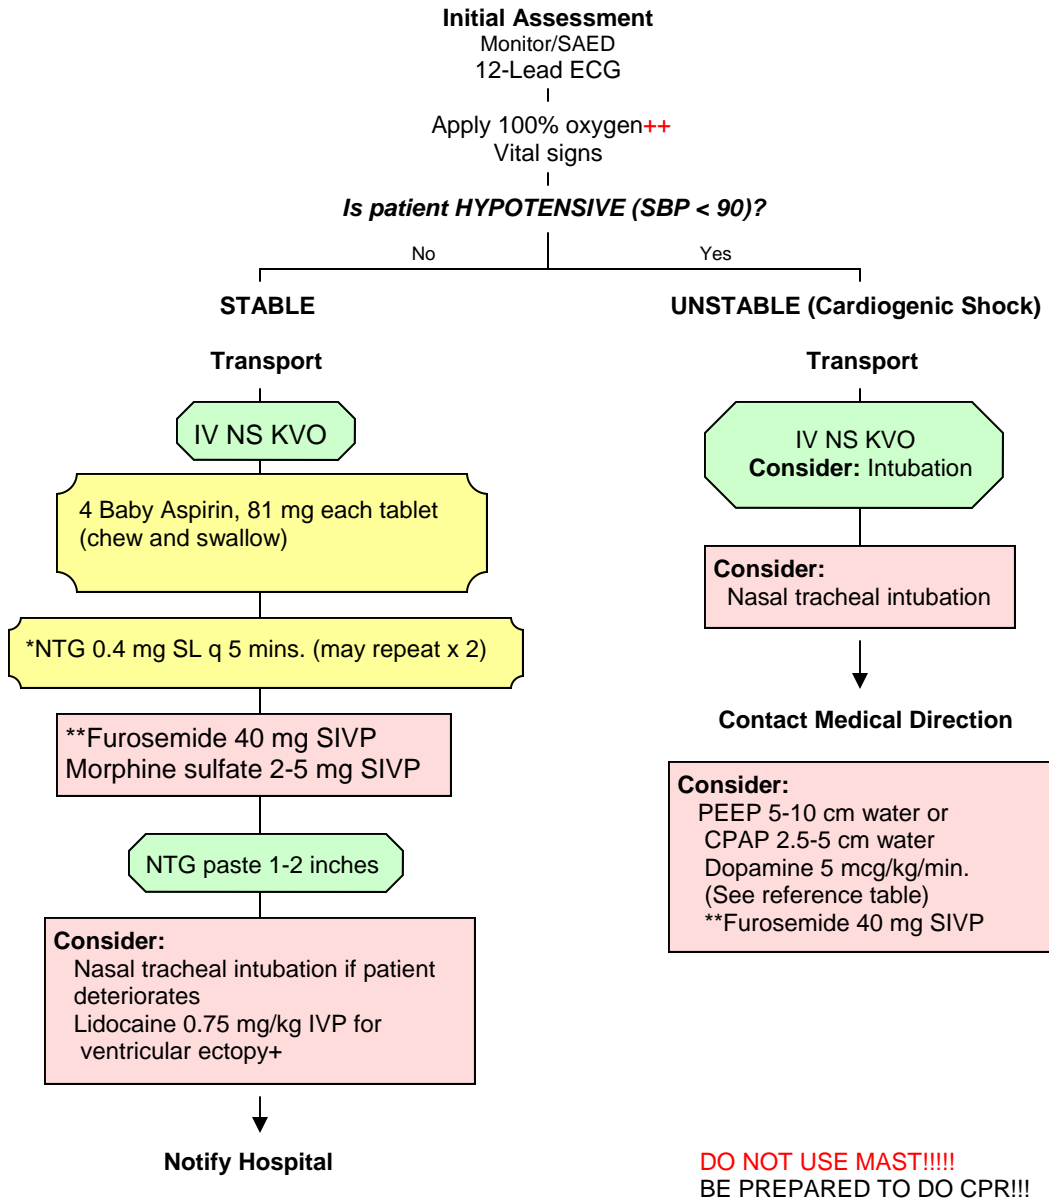 Initial Assessment
Monitor/SAED
12-Lead ECG
Apply 100% oxygen++
Vital signs
Is patient HYPOTENSIVE (SBP < 90)?
No
Yes
STABLE
Transport
IV NS KVO
4 Baby Aspirin, 81 mg each tablet
(chew and swallow)
*NTG 0.4 mg SL q 5 mins. (may repeat x 2)
**Furosemide 40 mg SIVP
Morphine sulfate 2-5 mg SIVP
NTG paste 1-2 inches
Consider:
Nasal tracheal intubation if patient
deteriorates
Lidocaine 0.75 mg/kg IVP for
ventricular ectopy+
Notify Hospital
UNSTABLE (Cardiogenic Shock)
Transport
IV NS KVO
Consider: Intubation
Consider:
Nasal tracheal intubation
Contact Medical Direction
Consider:
PEEP 5-10 cm water or
CPAP 2.5-5 cm water
Dopamine 5 mcg/kg/min.
(See reference table)
**Furosemide 40 mg SIVP
DO NOT USE MAST!!!!!
BE PREPARED TO DO CPR!!!